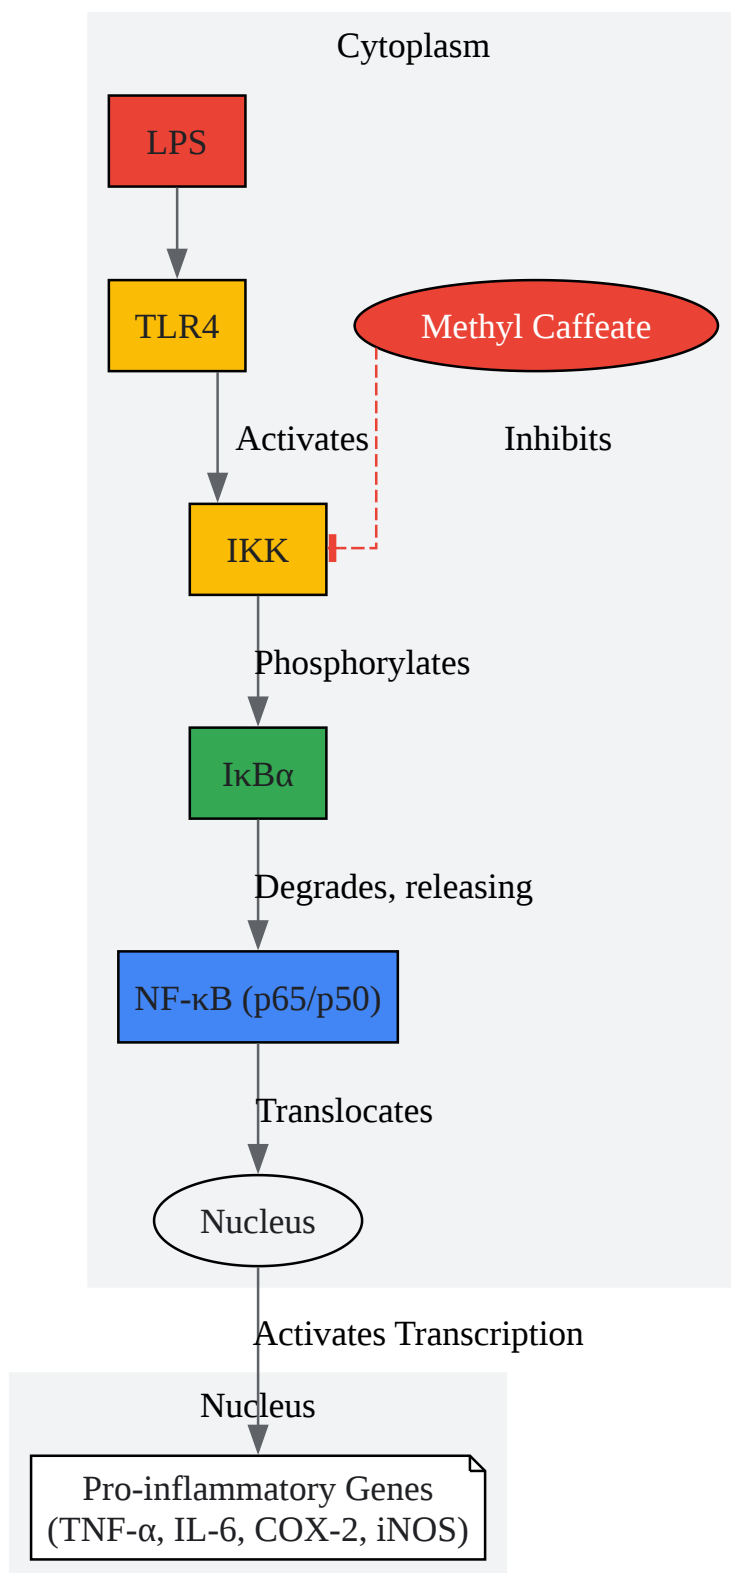 Cytoplasm
LPS
TLR4
Methyl Caffeate
Activates
Inhibits
IKK
Phosphorylates
IκBα
Degrades, releasing
NF-κB (p65/p50)
Translocates
Nucleus
Activates Transcription
Nucleus
Pro-inflammatory Genes
(TNF-α, IL-6, COX-2, iNOS)